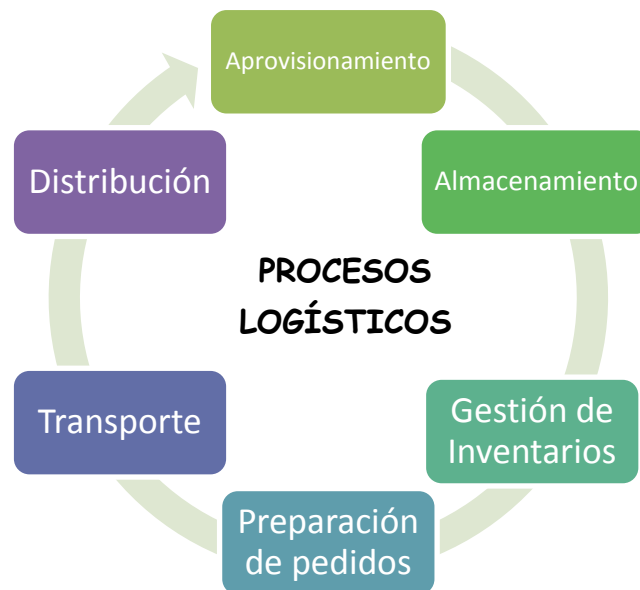 Aprovisionamiento
Almacenamiento
Gestión de
Inventarios
Preparación
de pedidos
Transporte
Distribución
PROCESOS
LOGÍSTICOS